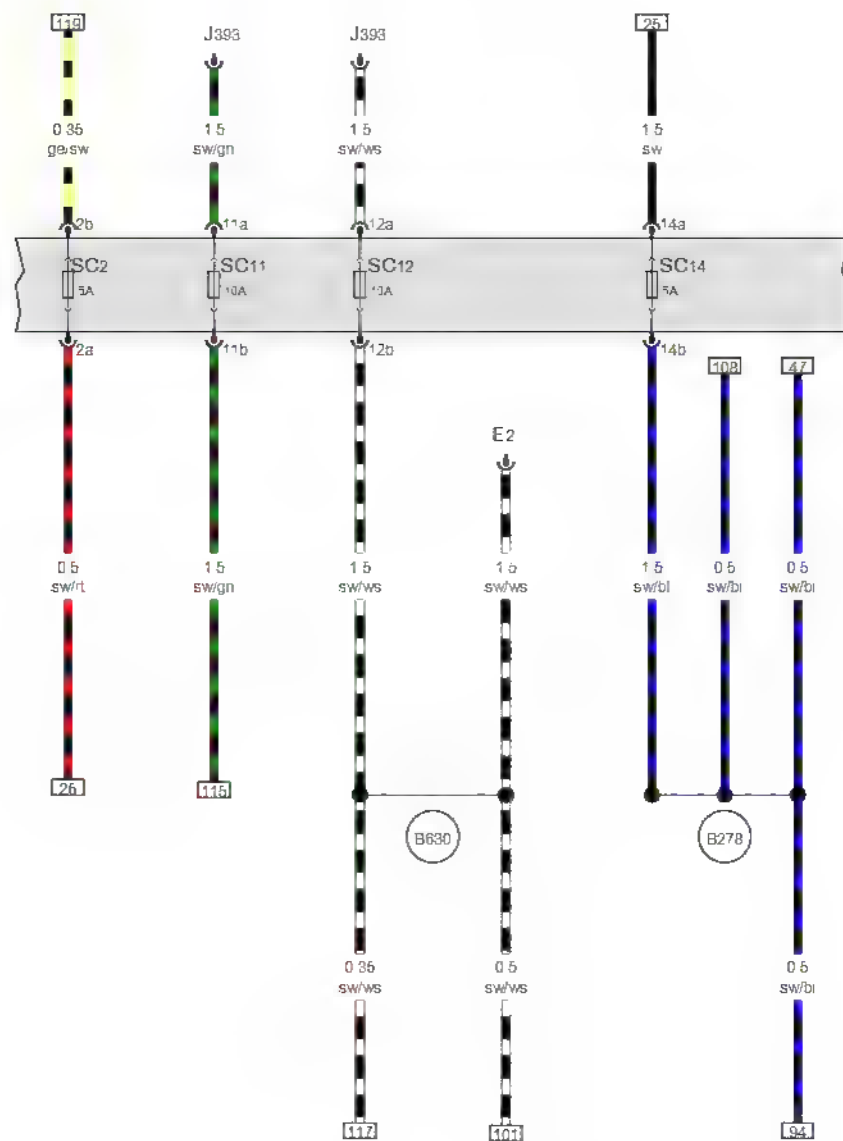 119 J393 J393 25
0.35 1.5 1.5 1.5
ge/sw sw/gn sw/ws sw
2b 11a 12a 14a
SC2 SC11 SC12 SC14
5A 10A 10A 5A
2a 11b 12b 14b
108 47
E2
0.5 1.5 1.5 1.5 1.5 0.5 0.5
sw/rt sw/gn sw/ws sw/ws sw/bl sw/bl sw/bl
26 115
B630 B278
0.35 0.5 0.5
sw/ws sw/ws sw/bl
117 101 94